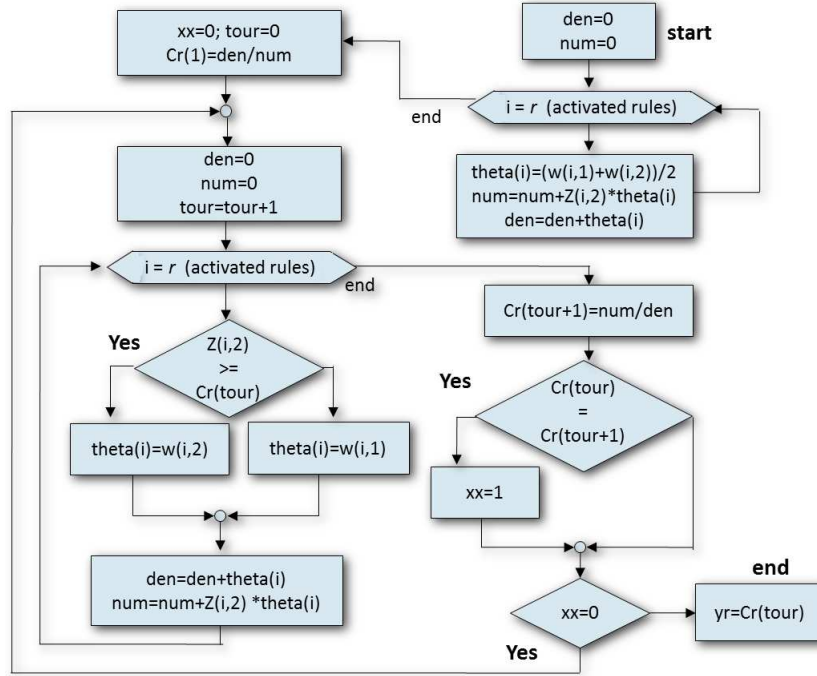 den=0
num=0
start
i = r (activated rules)
end
theta(i)=(w(i,1)+w(i,2))/2
num=num+Z(i,2)*theta(i)
den=den+theta(i)
xx=0; tour=0
Cr(1)=den/num
den=0
num=0
tour=tour+1
i = r (activated rules)
end
Yes
Z(i,2)
>=
Cr(tour)
theta(i)=w(i,2)
theta(i)=w(i,1)
den=den+theta(i)
num=num+Z(i,2) *theta(i)
Cr(tour+1)=num/den
Yes
Cr(tour)
=
Cr(tour+1)
xx=1
xx=0
Yes
end
yr=Cr(tour)